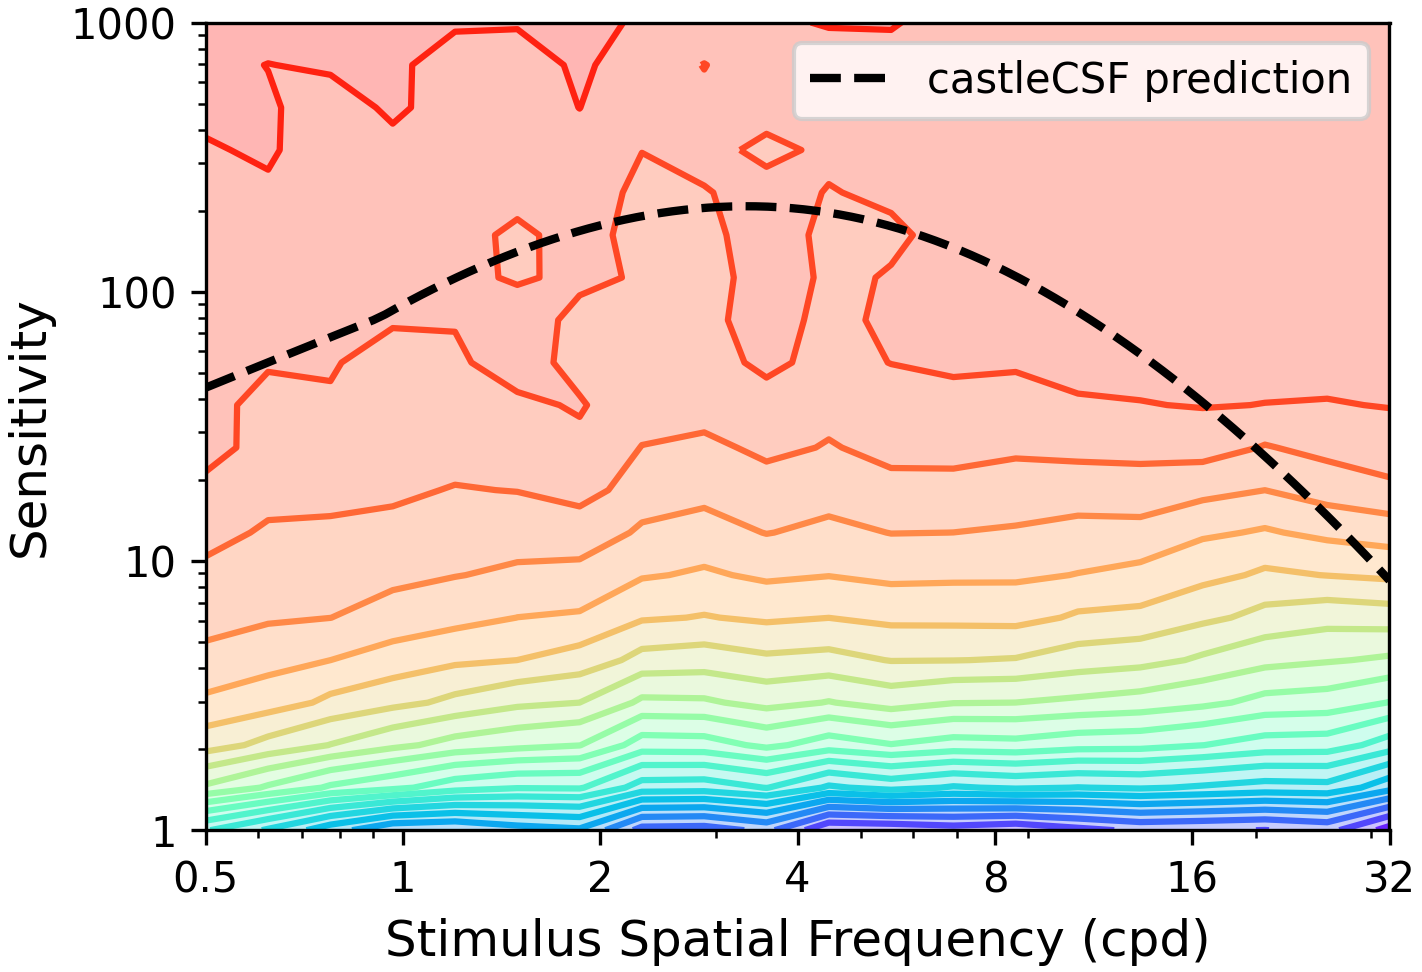 1000
castleCSF prediction
100
Sensitivity
10
1
0.5 1 2 4 8 16 32
Stimulus Spatial Frequency (cpd)